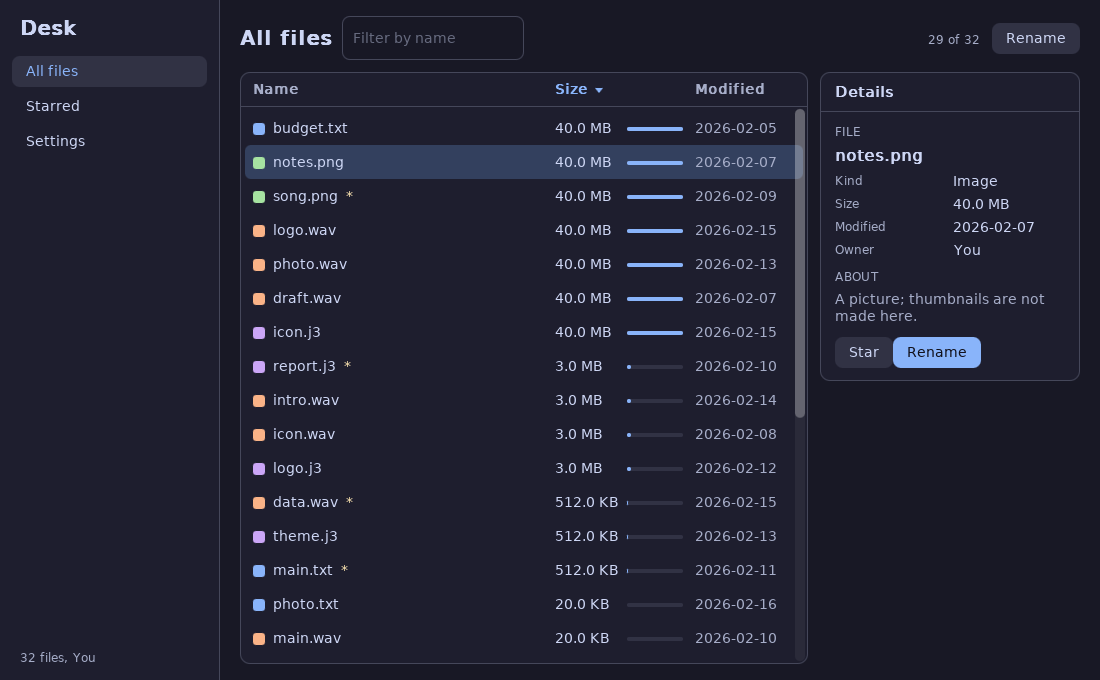 Desk
All files
Starred
Settings
32 files, You
All files
Filter by name
29 of 32
Rename
Name Size Modified
budget.txt 40.0 MB 2026-02-05
notes.png 40.0 MB 2026-02-07
song.png * 40.0 MB 2026-02-09
logo.wav 40.0 MB 2026-02-15
photo.wav 40.0 MB 2026-02-13
draft.wav 40.0 MB 2026-02-07
icon.j3 40.0 MB 2026-02-15
report.j3 * 3.0 MB 2026-02-10
intro.wav 3.0 MB 2026-02-14
icon.wav 3.0 MB 2026-02-08
logo.j3 3.0 MB 2026-02-12
data.wav * 512.0 KB 2026-02-15
theme.j3 512.0 KB 2026-02-13
main.txt * 512.0 KB 2026-02-11
photo.txt 20.0 KB 2026-02-16
main.wav 20.0 KB 2026-02-10
Details
FILE
notes.png
Kind Image
Size 40.0 MB
Modified 2026-02-07
Owner You
ABOUT
A picture; thumbnails are not
made here.
Star Rename